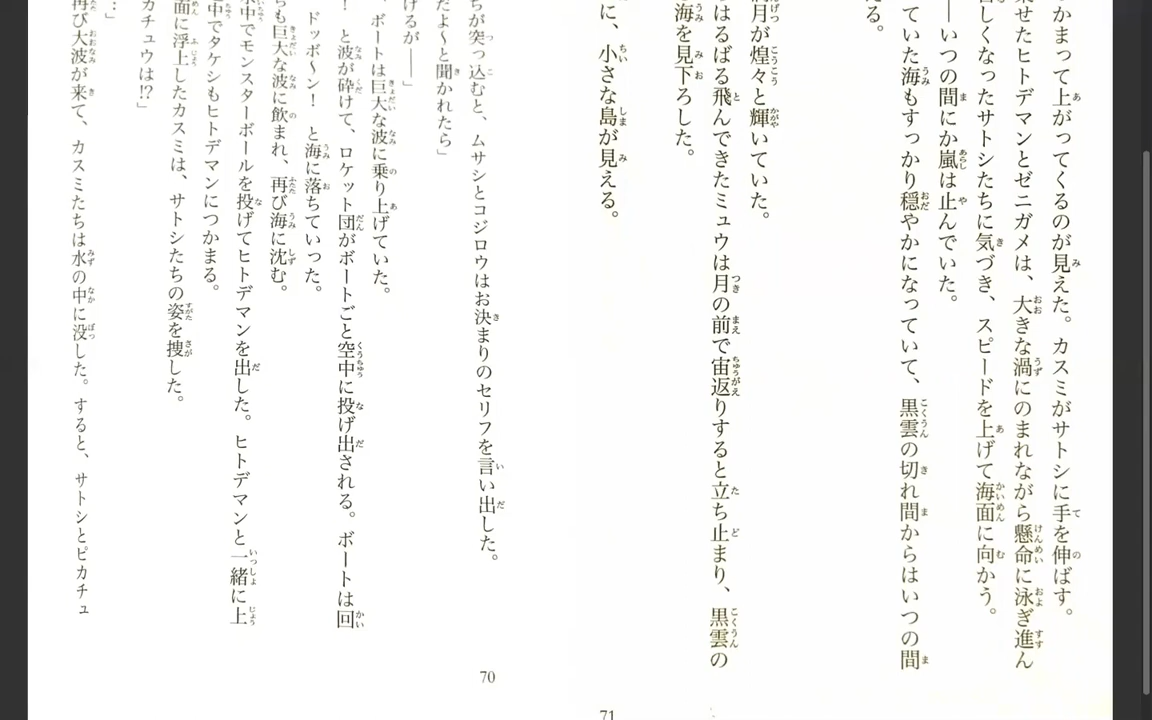 ちが突っ込むと、ムサシとコジロウはお決まりのセリフを言い出した。
だよ～と聞かれたら」
けるが――」
、ボートは巨大な波に乗り上げていた。
！　と波が砕けて、ロケット団がボートごと空中に投げ出される。ボートは回
ドッボ～ン！　と海に落ちていった。
らも巨大な波に飲まれ、再び海に沈む。
水中でモンスターボールを投げてヒトデマンを出した。ヒトデマンと一緒に上
中でタケシもヒトデマンにつかまる。
面に浮上したカスミは、サトシたちの姿を捜した。
カチュウは!?」
…」
再び大波が来て、カスミたちは水の中に没した。すると、サトシとピカチュ
70
かまって上がってくるのが見えた。カスミがサトシに手を伸ばす。
乗せたヒトデマンとゼニガメは、大きな渦にのまれながら懸命に泳ぎ進ん
苦しくなったサトシたちに気づき、スピードを上げて海面に向かう。
――いつの間にか嵐は止んでいた。
っていた海もすっかり穏やかになっていて、黒雲の切れ間からはいつの間
える。
満月が煌々と輝いていた。
らはるばる飛んできたミュウは月の前で宙返りすると立ち止まり、黒雲の
海を見下ろした。
に、小さな島が見える。
71